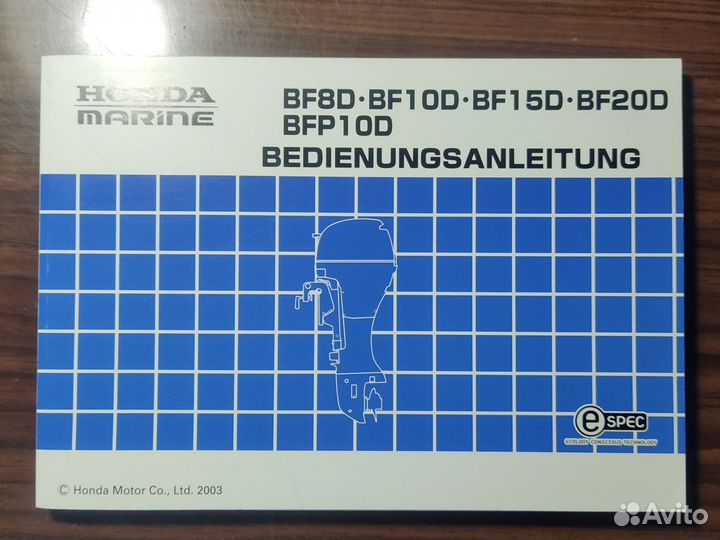 HONDA
MARINE
BF8D·BF10D·BF15D·BF20D
BFP10D
BEDIENUNGSANLEITUNG
e SPEC
ECOLOGY CONSCIOUS TECHNOLOGY
© Honda Motor Co., Ltd. 2003
Avito